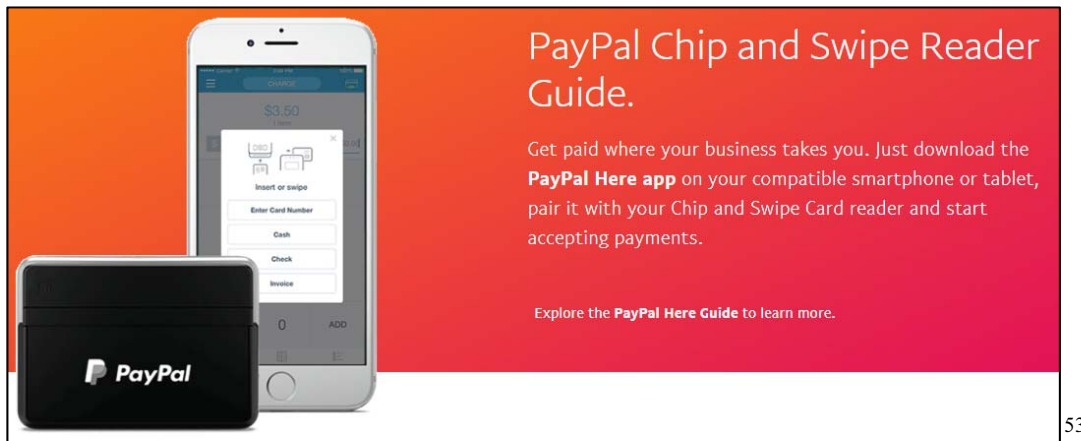 PayPal Chip and Swipe Reader
Guide.
Get paid where your business takes you. Just download the
PayPal Here app on your compatible smartphone or tablet,
pair it with your Chip and Swipe Card reader and start
accepting payments.
Explore the PayPal Here Guide to learn more.
CHARGE
$3.50
Insert or swipe
Enter Card Number
Cash
Check
Invoice
0 ADD
PayPal
53